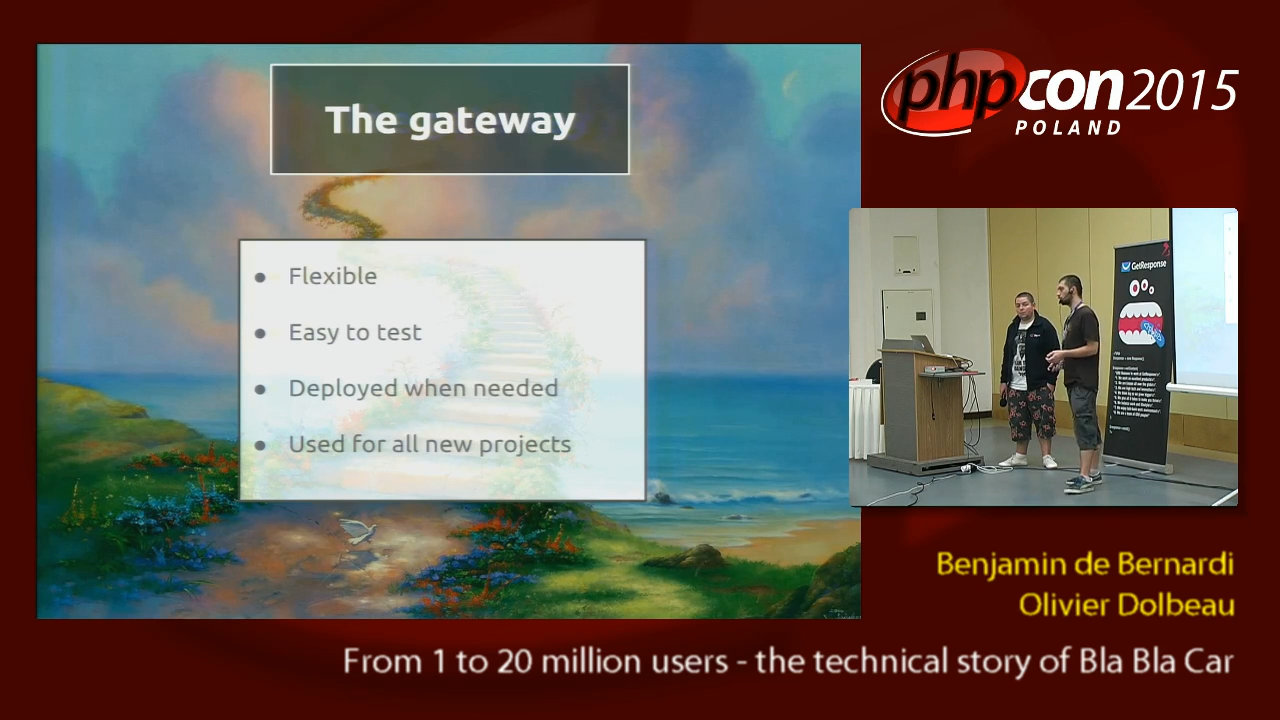 The gateway
● Flexible
● Easy to test
● Deployed when needed
● Used for all new projects
phpcon2015
POLAND
GetResponse
Benjamin de Bernardi
Olivier Dolbeau
From 1 to 20 million users - the technical story of Bla Bla Car